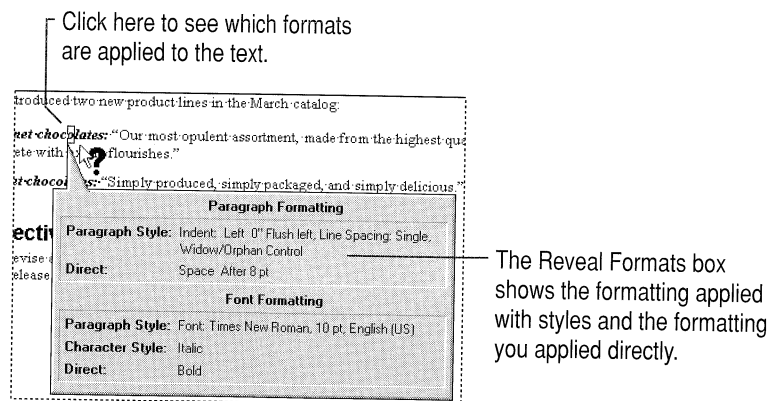 Click here to see which formats
are applied to the text.
troduced two new product lines in the March catalog:
net chocolates: “Our most opulent assortment, made from the highest qua
ete with flourishes.”
et chocol s: “Simply produced, simply packaged, and simply delicious.”
Paragraph Formatting
Paragraph Style: Indent: Left 0" Flush left, Line Spacing: Single,
Widow/Orphan Control
Direct: Space After 8 pt
Font Formatting
Paragraph Style: Font: Times New Roman, 10 pt, English (US)
Character Style: Italic
Direct: Bold
ectiv
evise
elease
The Reveal Formats box
shows the formatting applied
with styles and the formatting
you applied directly.